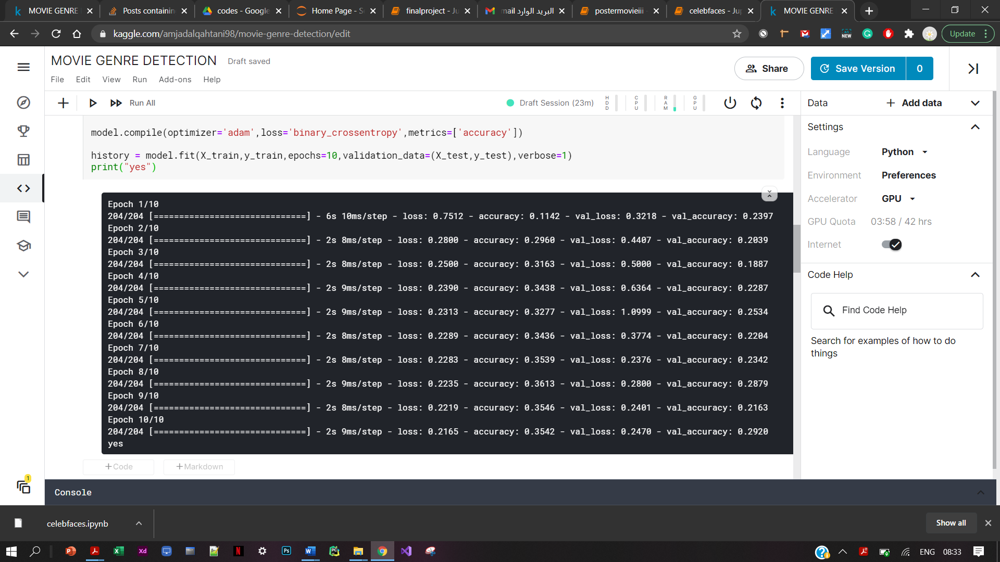 MOVIE GENRE
Posts containin
codes - Google
Home Page - S
finalproject - Ju
البريد الوارد mail
postermovieiii -
celebfaces - Jup
MOVIE GENRE
kaggle.com/amjadalqahtani98/movie-genre-detection/edit
NEW
Update
MOVIE GENRE DETECTION
Draft saved
File Edit View Run Add-ons Help
Share
Save Version 0
Run All
Draft Session (23m)
HDD CPU RAM GPU
model.compile(optimizer='adam',loss='binary_crossentropy',metrics=['accuracy'])
history = model.fit(X_train,y_train,epochs=10,validation_data=(X_test,y_test),verbose=1)
print("yes")
Epoch 1/10
204/204 [==============================] - 6s 10ms/step - loss: 0.7512 - accuracy: 0.1142 - val_loss: 0.3218 - val_accuracy: 0.2397
Epoch 2/10
204/204 [==============================] - 2s 8ms/step - loss: 0.2800 - accuracy: 0.2960 - val_loss: 0.4407 - val_accuracy: 0.2039
Epoch 3/10
204/204 [==============================] - 2s 8ms/step - loss: 0.2500 - accuracy: 0.3163 - val_loss: 0.5000 - val_accuracy: 0.1887
Epoch 4/10
204/204 [==============================] - 2s 9ms/step - loss: 0.2390 - accuracy: 0.3438 - val_loss: 0.6364 - val_accuracy: 0.2287
Epoch 5/10
204/204 [==============================] - 2s 9ms/step - loss: 0.2313 - accuracy: 0.3277 - val_loss: 1.0999 - val_accuracy: 0.2534
Epoch 6/10
204/204 [==============================] - 2s 8ms/step - loss: 0.2289 - accuracy: 0.3436 - val_loss: 0.3774 - val_accuracy: 0.2204
Epoch 7/10
204/204 [==============================] - 2s 8ms/step - loss: 0.2283 - accuracy: 0.3539 - val_loss: 0.2376 - val_accuracy: 0.2342
Epoch 8/10
204/204 [==============================] - 2s 9ms/step - loss: 0.2235 - accuracy: 0.3613 - val_loss: 0.2800 - val_accuracy: 0.2879
Epoch 9/10
204/204 [==============================] - 2s 8ms/step - loss: 0.2219 - accuracy: 0.3546 - val_loss: 0.2401 - val_accuracy: 0.2163
Epoch 10/10
204/204 [==============================] - 2s 9ms/step - loss: 0.2165 - accuracy: 0.3542 - val_loss: 0.2470 - val_accuracy: 0.2920
yes
+Code +Markdown
Console
Data
+ Add data
Settings
Language Python
Environment Preferences
Accelerator GPU
GPU Quota 03:58 / 42 hrs
Internet
Code Help
Find Code Help
Search for examples of how to do
things
1
celebfaces.ipynb
Show all
Xd
Ps
ENG 08:33